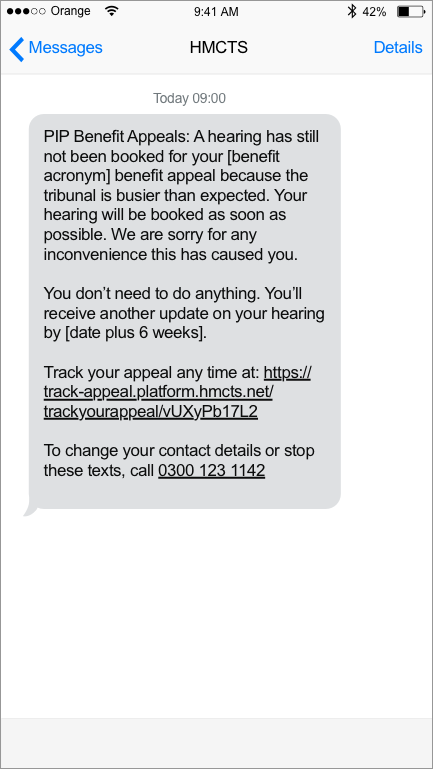 Orange 9:41 AM 42%
Messages HMCTS Details
Today 09:00
PIP Benefit Appeals: A hearing has still
not been booked for your [benefit
acronym] benefit appeal because the
tribunal is busier than expected. Your
hearing will be booked as soon as
possible. We are sorry for any
inconvenience this has caused you.
You don’t need to do anything. You’ll
receive another update on your hearing
by [date plus 6 weeks].
Track your appeal any time at: https://
track-appeal.platform.hmcts.net/
trackyourappeal/vUXyPb17L2
To change your contact details or stop
these texts, call 0300 123 1142